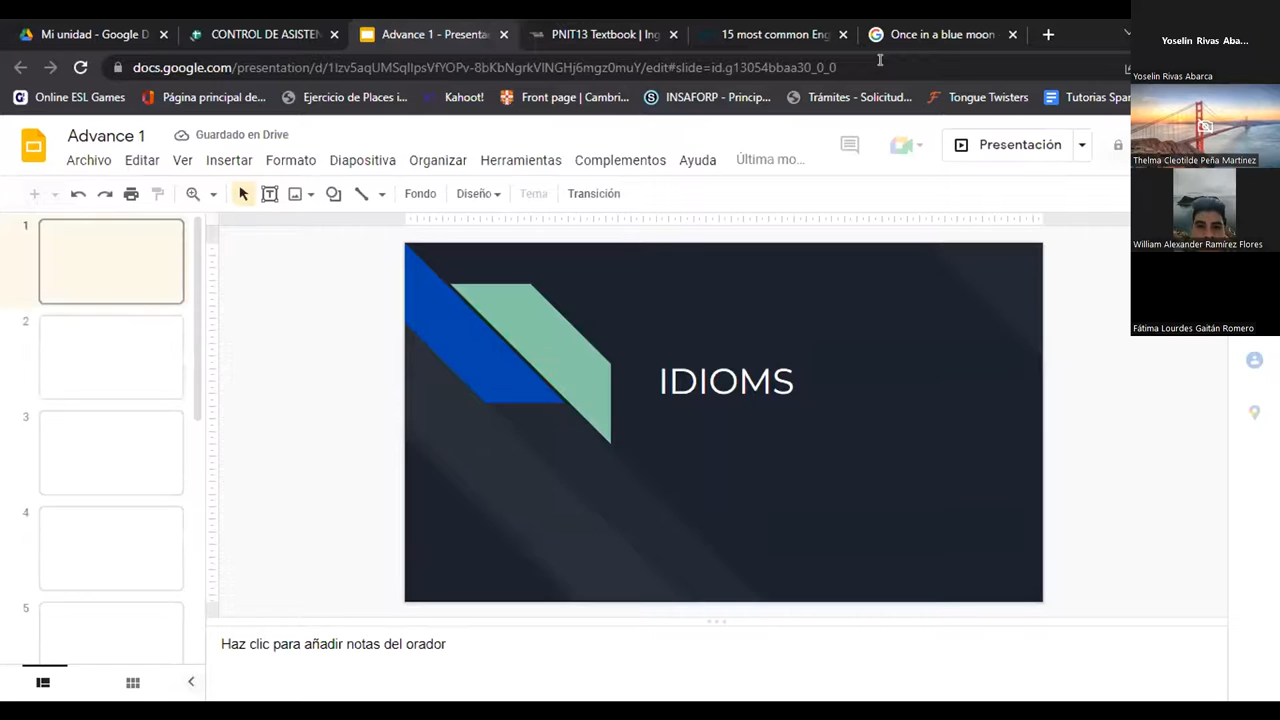 Mi unidad - Google D
CONTROL DE ASISTEN
Advance 1 - Presenta
PNIT13 Textbook | Ing
15 most common Eng
Once in a blue moon
docs.google.com/presentation/d/1Izv5aqUMSqIIpsVfYOPv-8bKbNgrkVINGHj6mgz0muY/edit#slide=id.g13054bbaa30_0_0
Online ESL Games
Página principal de...
Ejercicio de Places i...
Kahoot!
Front page | Cambri...
INSAFORP - Princip...
Trámites - Solicitud...
Tongue Twisters
Tutorias Span
Advance 1
Guardado en Drive
Archivo Editar Ver Insertar Formato Diapositiva Organizar Herramientas Complementos Ayuda Última mo...
Presentación
Fondo Diseño Tema Transición
1
2
3
4
5
IDIOMS
Haz clic para añadir notas del orador
Yoselin Rivas Aba...
Yoselin Rivas Abarca
Thelma Cleotilde Peña Martinez
William Alexander Ramírez Flores
Fátima Lourdes Gaitán Romero